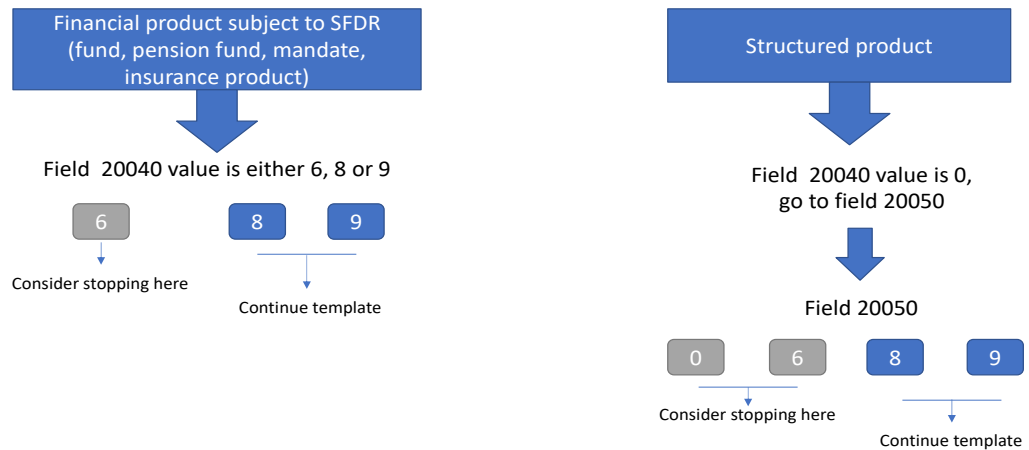 Financial product subject to SFDR
(fund, pension fund, mandate,
insurance product)
Field 20040 value is either 6, 8 or 9
6
8
9
Consider stopping here
Continue template
Structured product
Field 20040 value is 0,
go to field 20050
Field 20050
0
6
8
9
Consider stopping here
Continue template